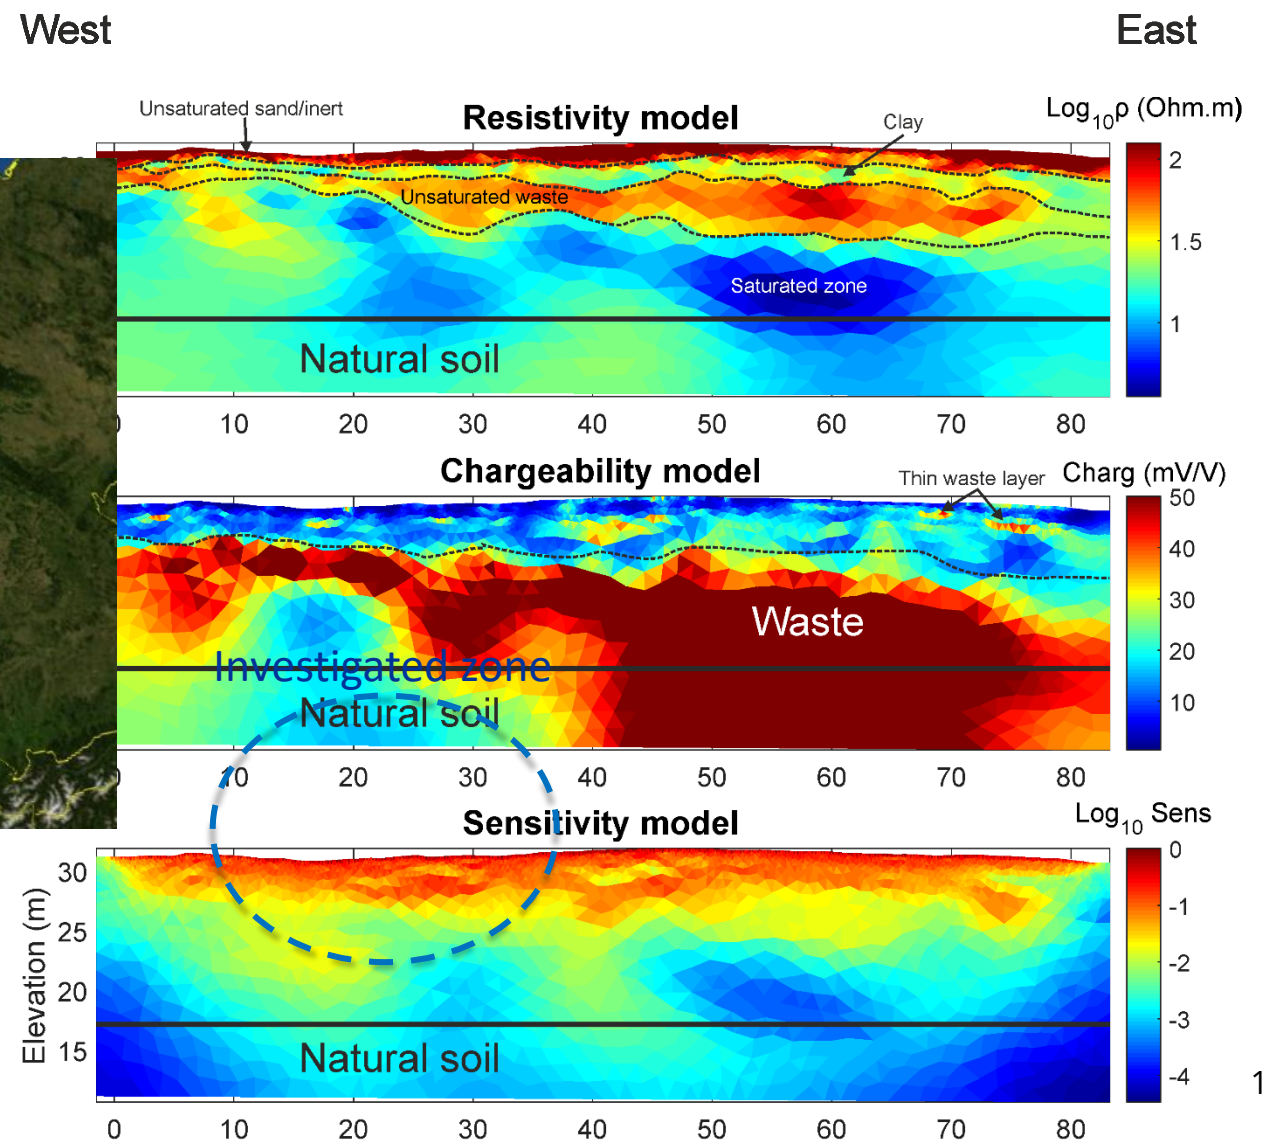 West
East
Unsaturated sand/inert
Resistivity model
Clay
Log10ρ (Ohm.m)
Unsaturated waste
Saturated zone
Natural soil
2
1.5
1
10 20 30 40 50 60 70 80
Chargeability model
Thin waste layer
Charg (mV/V)
Waste
Investigated zone
Natural soil
50
40
30
20
10
0 20 30 40 50 60 70 80
Sensitivity model
Log10 Sens
Elevation (m)
30
25
20
15
Natural soil
0
-1
-2
-3
-4
1
0 10 20 30 40 50 60 70 80